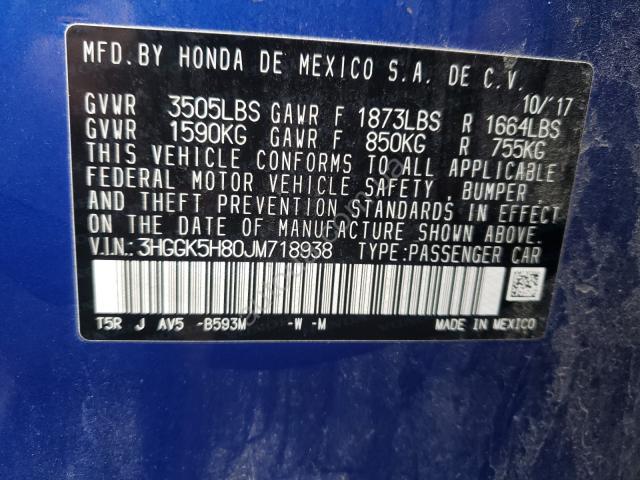 MFD.BY HONDA DE MEXICO S.A. DE C.V.
10/'17
GVWR 3505LBS GAWR F 1873LBS R 1664LBS
GVWR 1590KG GAWR F 850KG R 755KG
THIS VEHICLE CONFORMS TO ALL APPLICABLE
FEDERAL MOTOR VEHICLE SAFETY, BUMPER,
AND THEFT PREVENTION STANDARDS IN EFFECT
ON THE DATE OF MANUFACTURE SHOWN ABOVE.
V.I.N.:3HGGK5H80JM718938 TYPE:PASSENGER CAR
T5R J AV5 -B593M -W -M MADE IN MEXICO